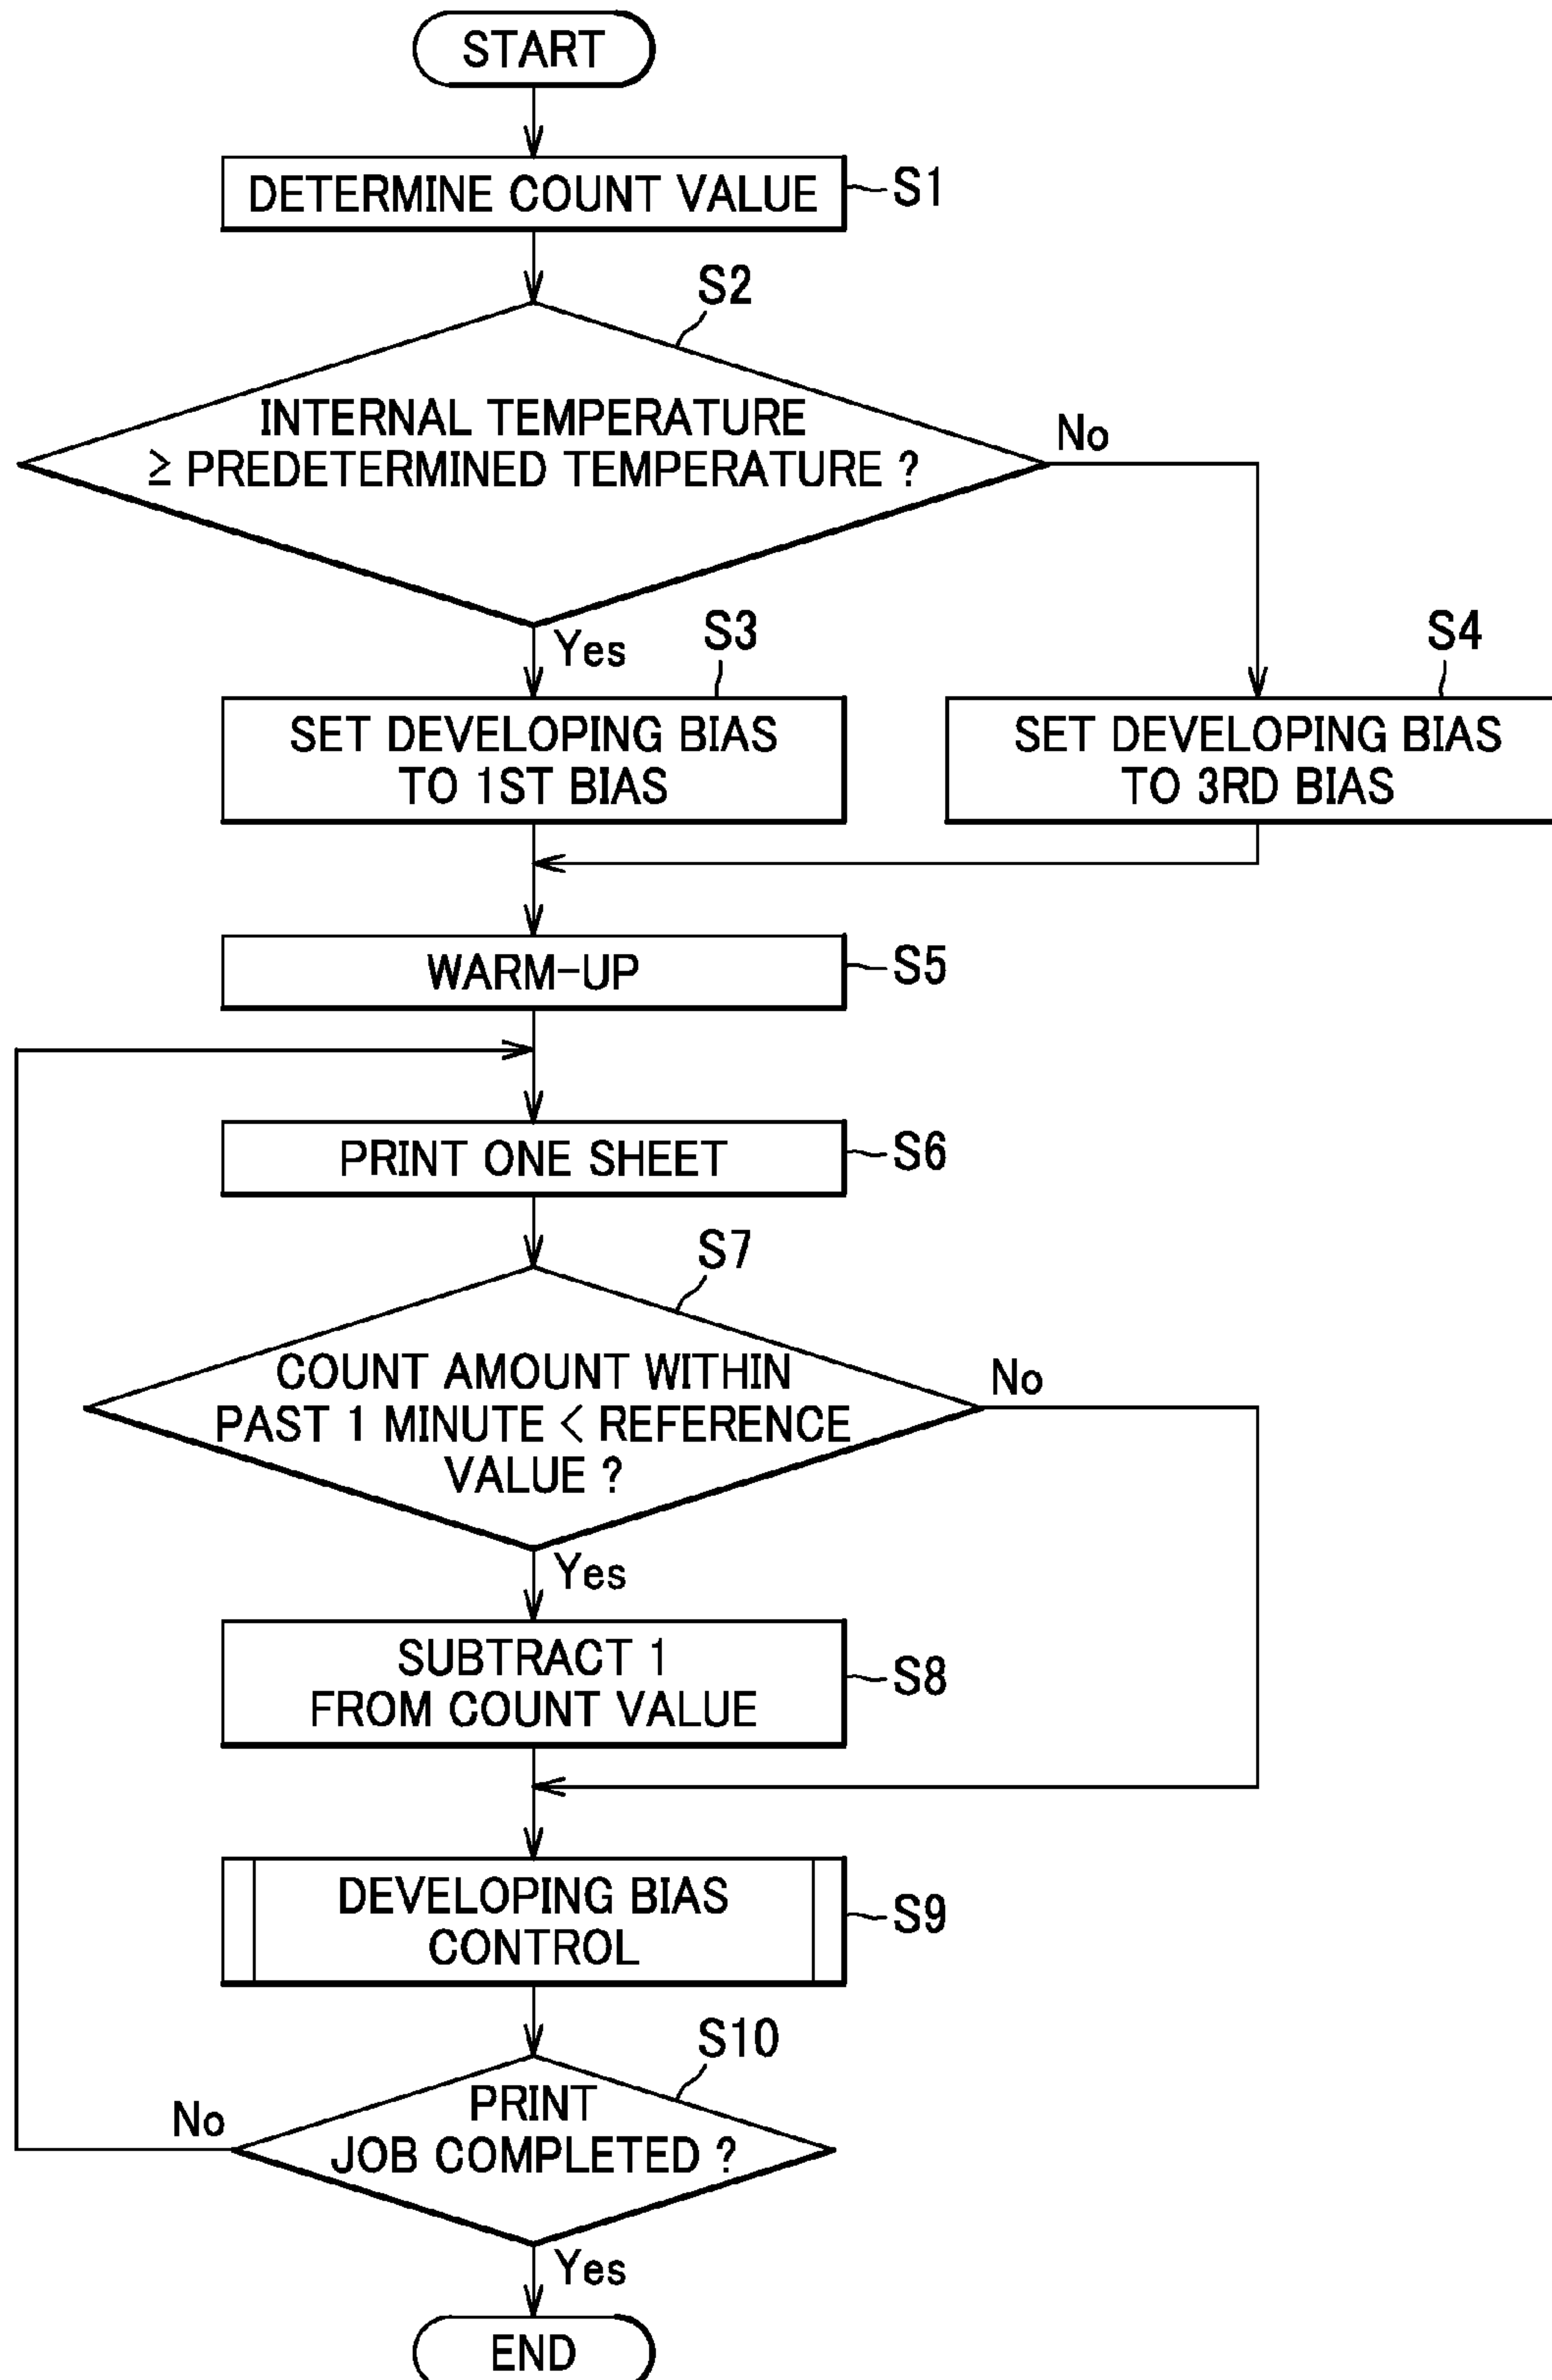 START
DETERMINE COUNT VALUE
S1
S2
INTERNAL TEMPERATURE
≥ PREDETERMINED TEMPERATURE ?
No
Yes
S3
S4
SET DEVELOPING BIAS
TO 1ST BIAS
SET DEVELOPING BIAS
TO 3RD BIAS
WARM-UP
S5
PRINT ONE SHEET
S6
S7
COUNT AMOUNT WITHIN
PAST 1 MINUTE < REFERENCE
VALUE ?
No
Yes
SUBTRACT 1
FROM COUNT VALUE
S8
DEVELOPING BIAS
CONTROL
S9
S10
PRINT
JOB COMPLETED ?
No
Yes
END